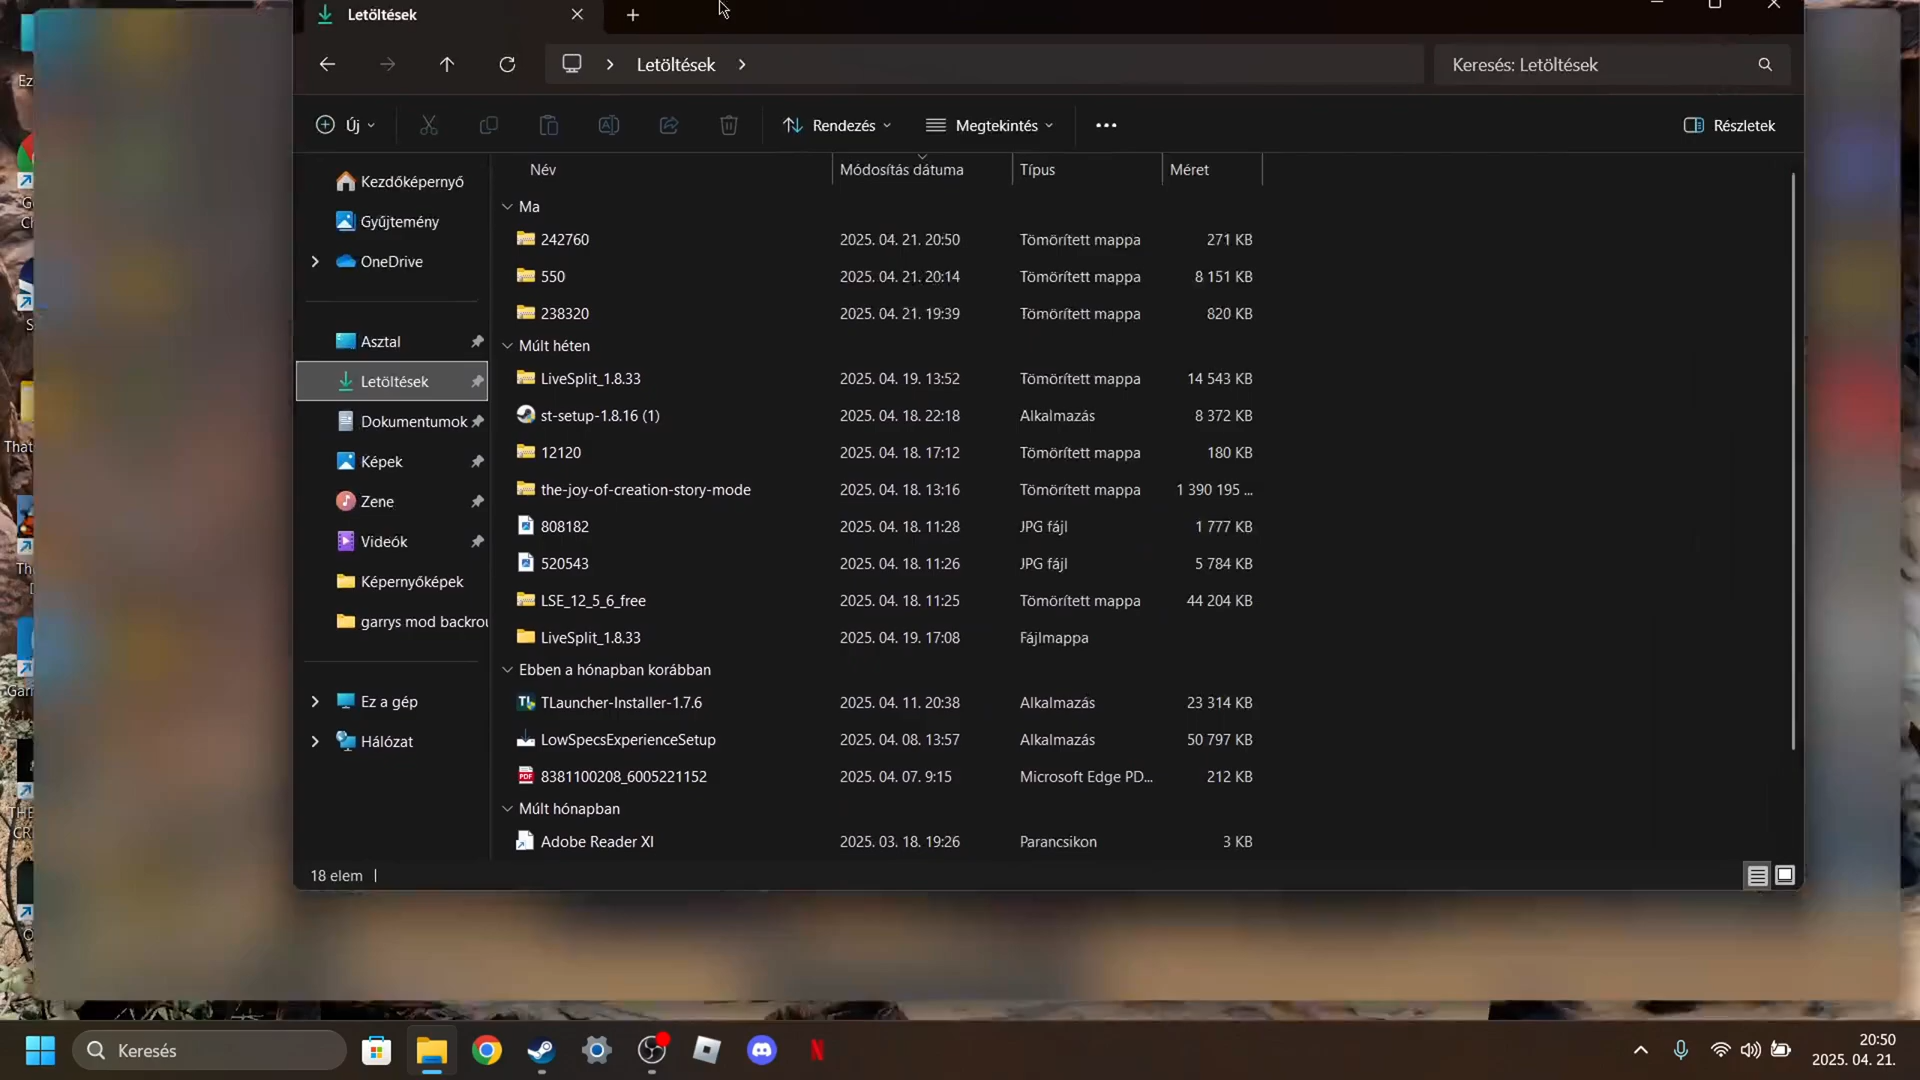 Letöltések
Letöltések
Keresés: Letöltések
Új
Rendezés
Megtekintés
Részletek
Név Módosítás dátuma Típus Méret
Kezdőképernyő
Gyűjtemény
OneDrive
Asztal
Letöltések
Dokumentumok
Képek
Zene
Videók
Képernyőképek
garrys mod backrou
Ez a gép
Hálózat
Ma
242760 2025. 04. 21. 20:50 Tömörített mappa 271 KB
550 2025. 04. 21. 20:14 Tömörített mappa 8 151 KB
238320 2025. 04. 21. 19:39 Tömörített mappa 820 KB
Múlt héten
LiveSplit_1.8.33 2025. 04. 19. 13:52 Tömörített mappa 14 543 KB
st-setup-1.8.16 (1) 2025. 04. 18. 22:18 Alkalmazás 8 372 KB
12120 2025. 04. 18. 17:12 Tömörített mappa 180 KB
the-joy-of-creation-story-mode 2025. 04. 18. 13:16 Tömörített mappa 1 390 195 ...
808182 2025. 04. 18. 11:28 JPG fájl 1 777 KB
520543 2025. 04. 18. 11:26 JPG fájl 5 784 KB
LSE_12_5_6_free 2025. 04. 18. 11:25 Tömörített mappa 44 204 KB
LiveSplit_1.8.33 2025. 04. 19. 17:08 Fájlmappa
Ebben a hónapban korábban
TLauncher-Installer-1.7.6 2025. 04. 11. 20:38 Alkalmazás 23 314 KB
LowSpecsExperienceSetup 2025. 04. 08. 13:57 Alkalmazás 50 797 KB
8381100208_6005221152 2025. 04. 07. 9:15 Microsoft Edge PD... 212 KB
Múlt hónapban
Adobe Reader XI 2025. 03. 18. 19:26 Parancsikon 3 KB
18 elem
Keresés
20:50
2025. 04. 21.